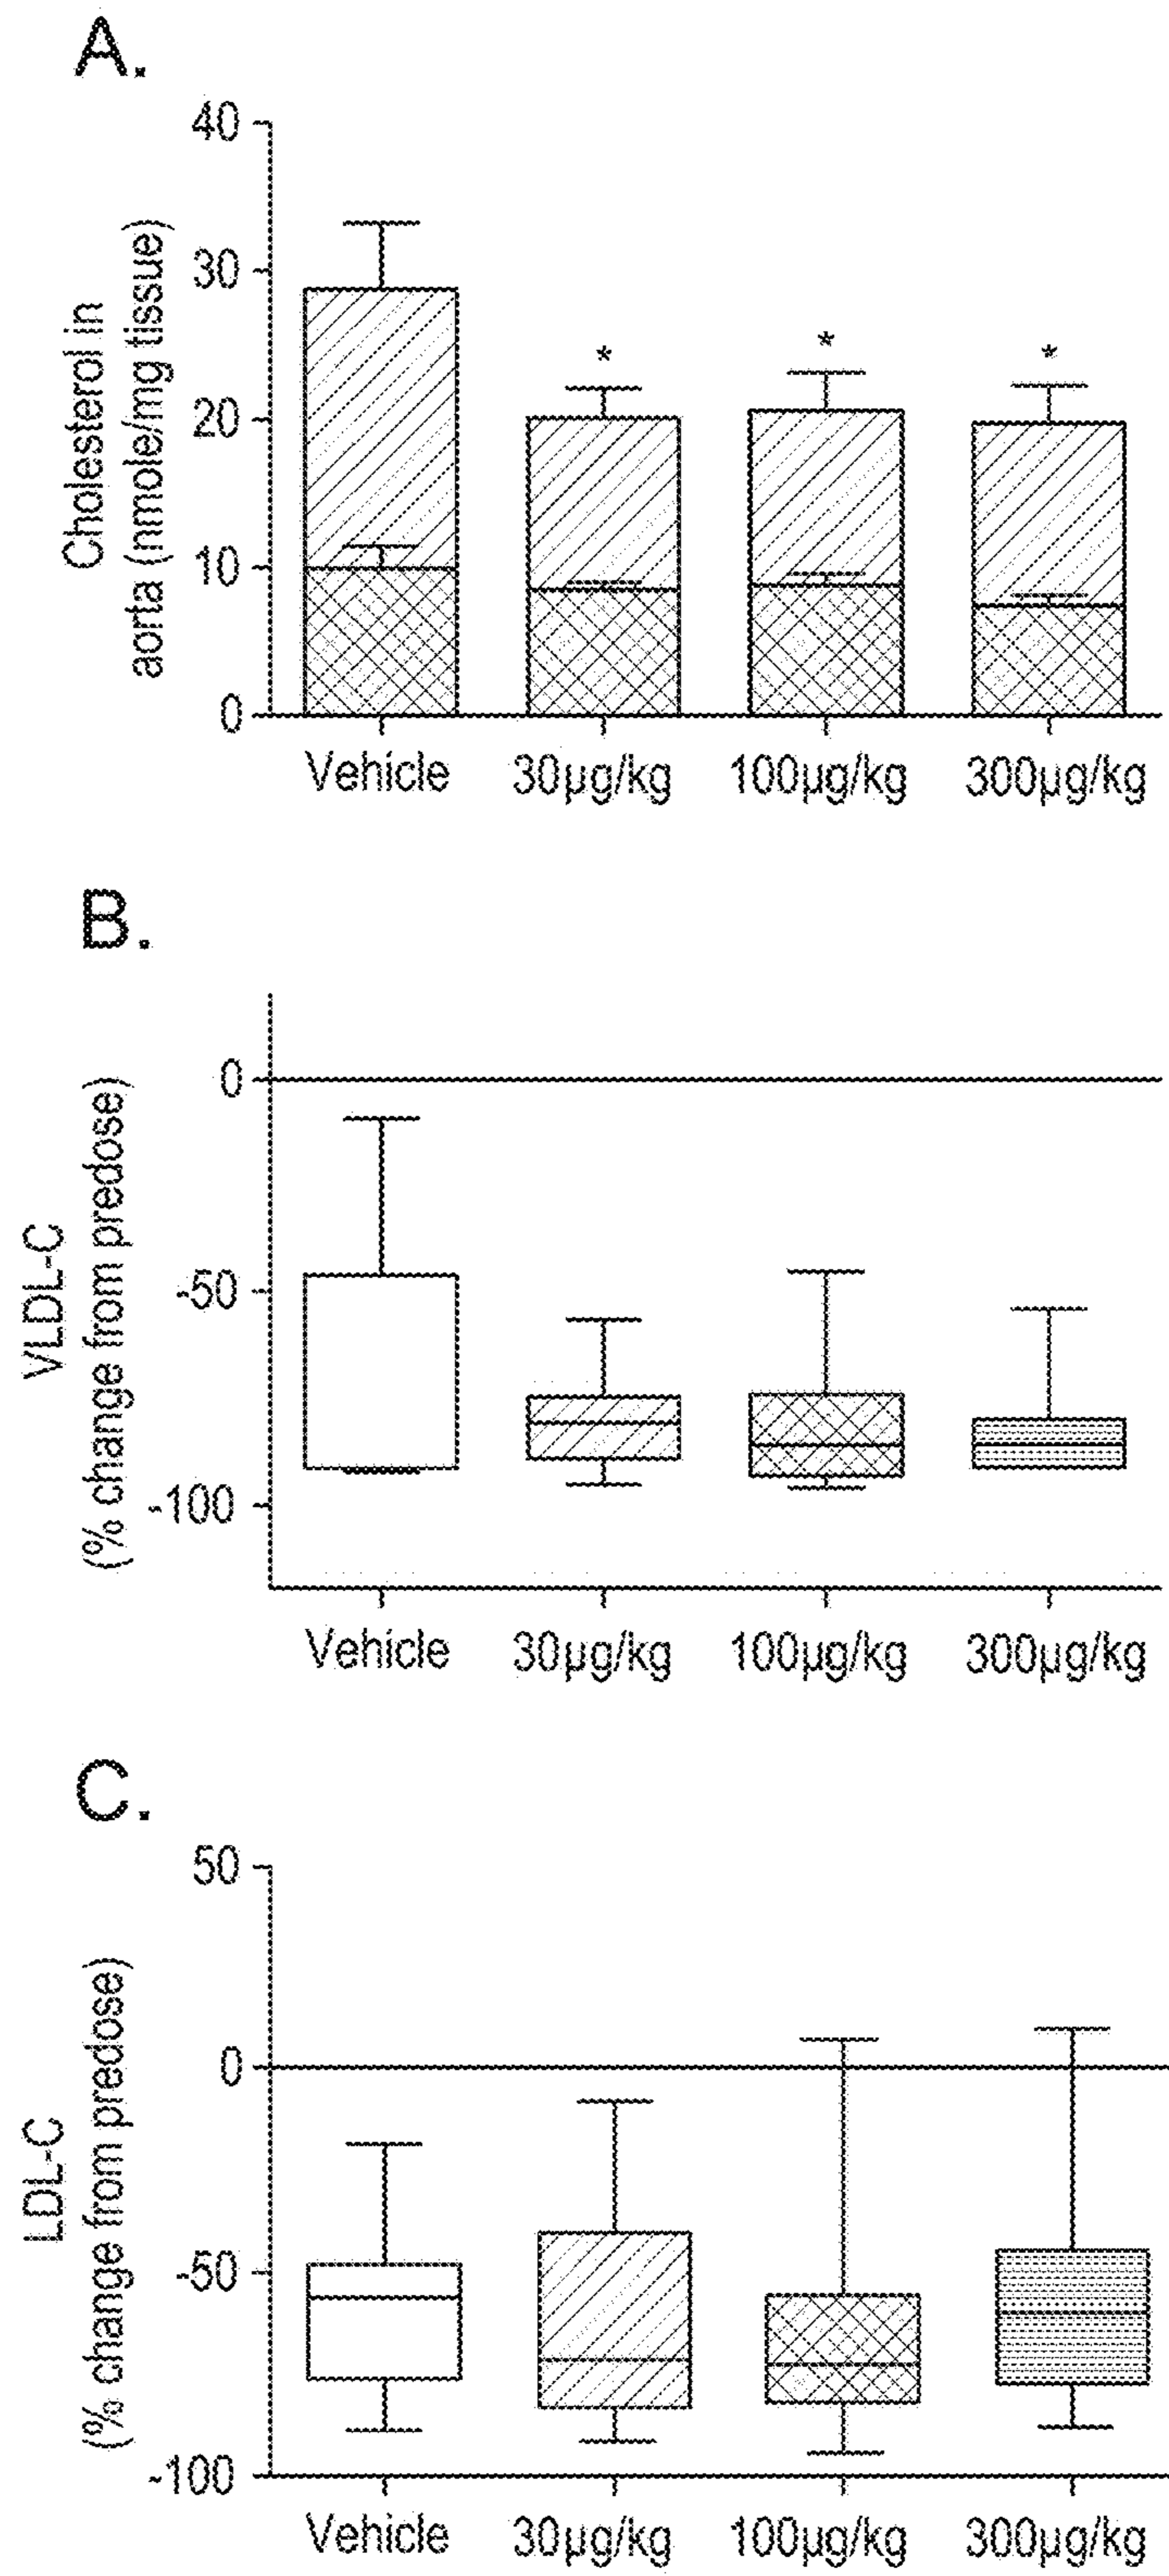 A.
Cholesterol in
aorta (nmole/mg tissue)
40
30
20
10
0
* * *
Vehicle 30µg/kg 100µg/kg 300µg/kg
B.
VLDL-C
(% change from predose)
0
-50
-100
Vehicle 30µg/kg 100µg/kg 300µg/kg
C.
LDL-C
(% change from predose)
50
0
-50
-100
Vehicle 30µg/kg 100µg/kg 300µg/kg